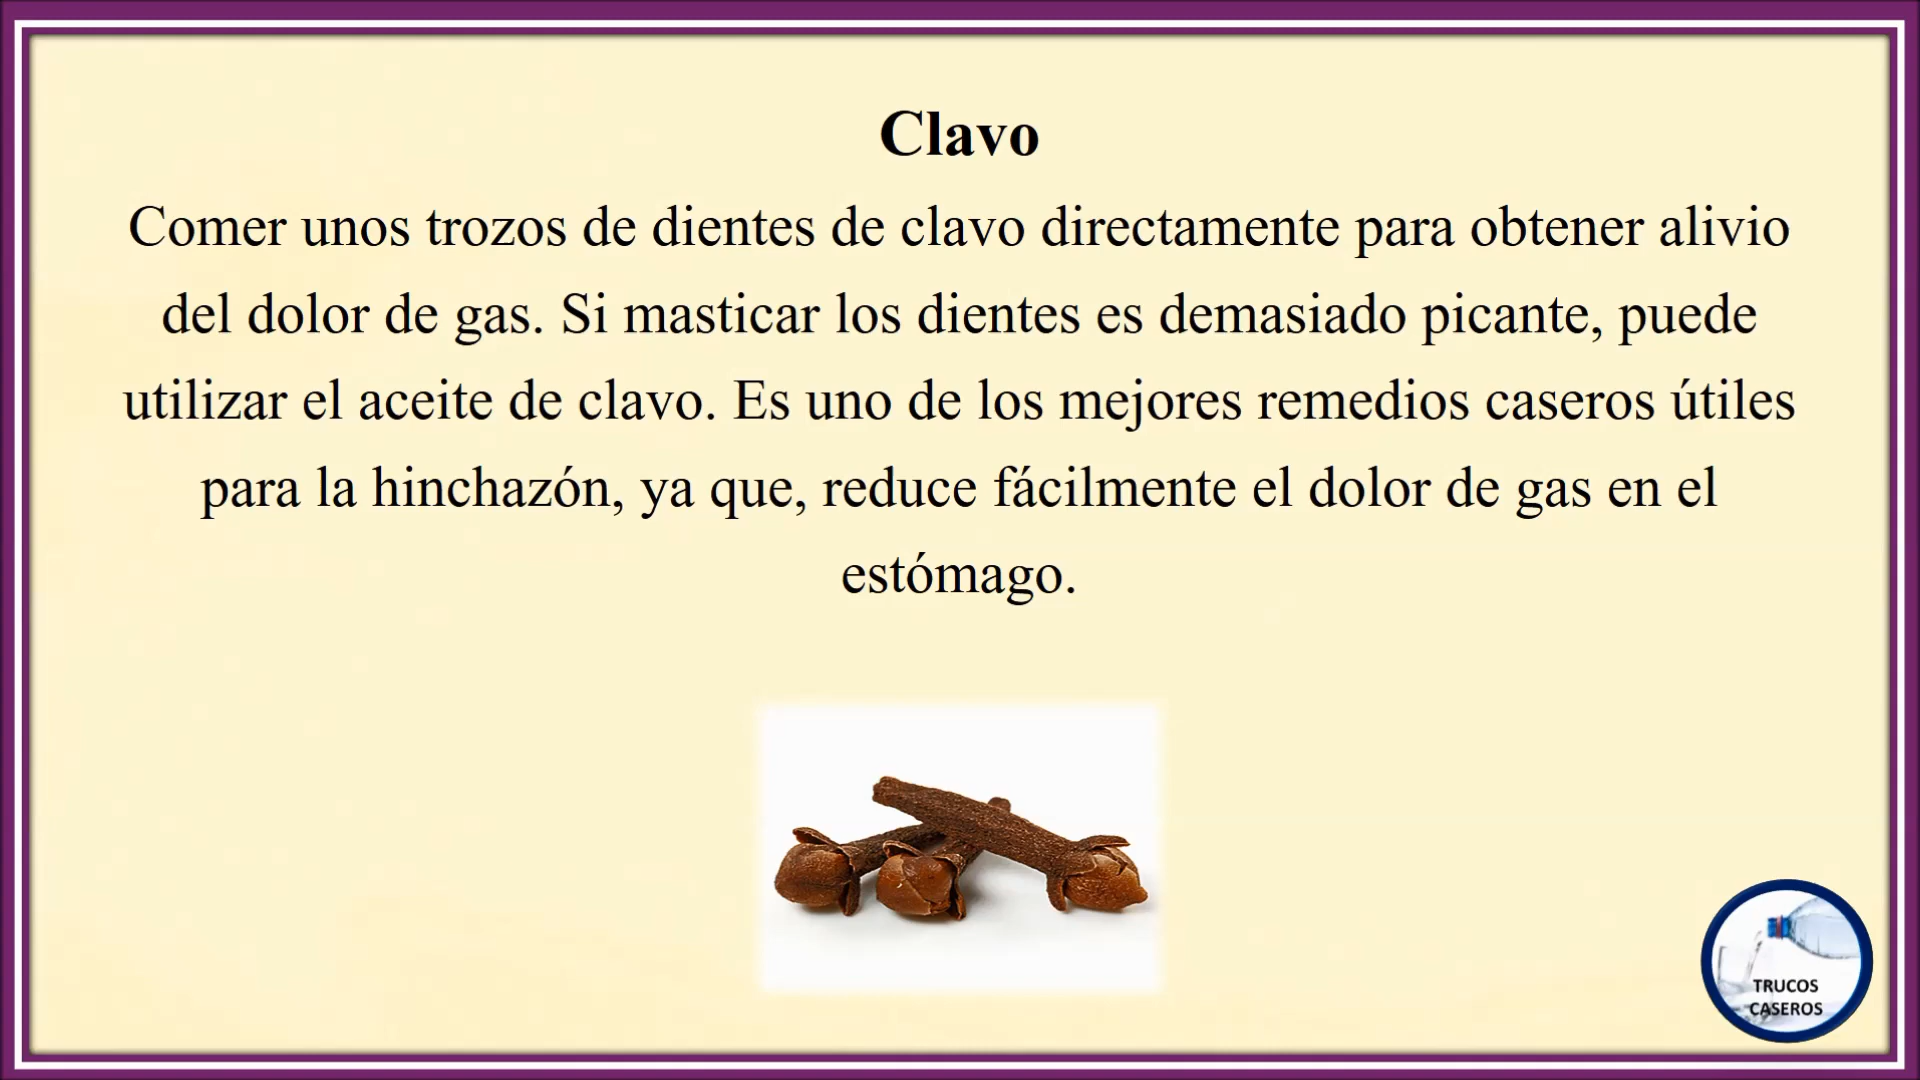 Clavo
Comer unos trozos de dientes de clavo directamente para obtener alivio
del dolor de gas. Si masticar los dientes es demasiado picante, puede
utilizar el aceite de clavo. Es uno de los mejores remedios caseros útiles
para la hinchazón, ya que, reduce fácilmente el dolor de gas en el
estómago.
TRUCOS
CASEROS